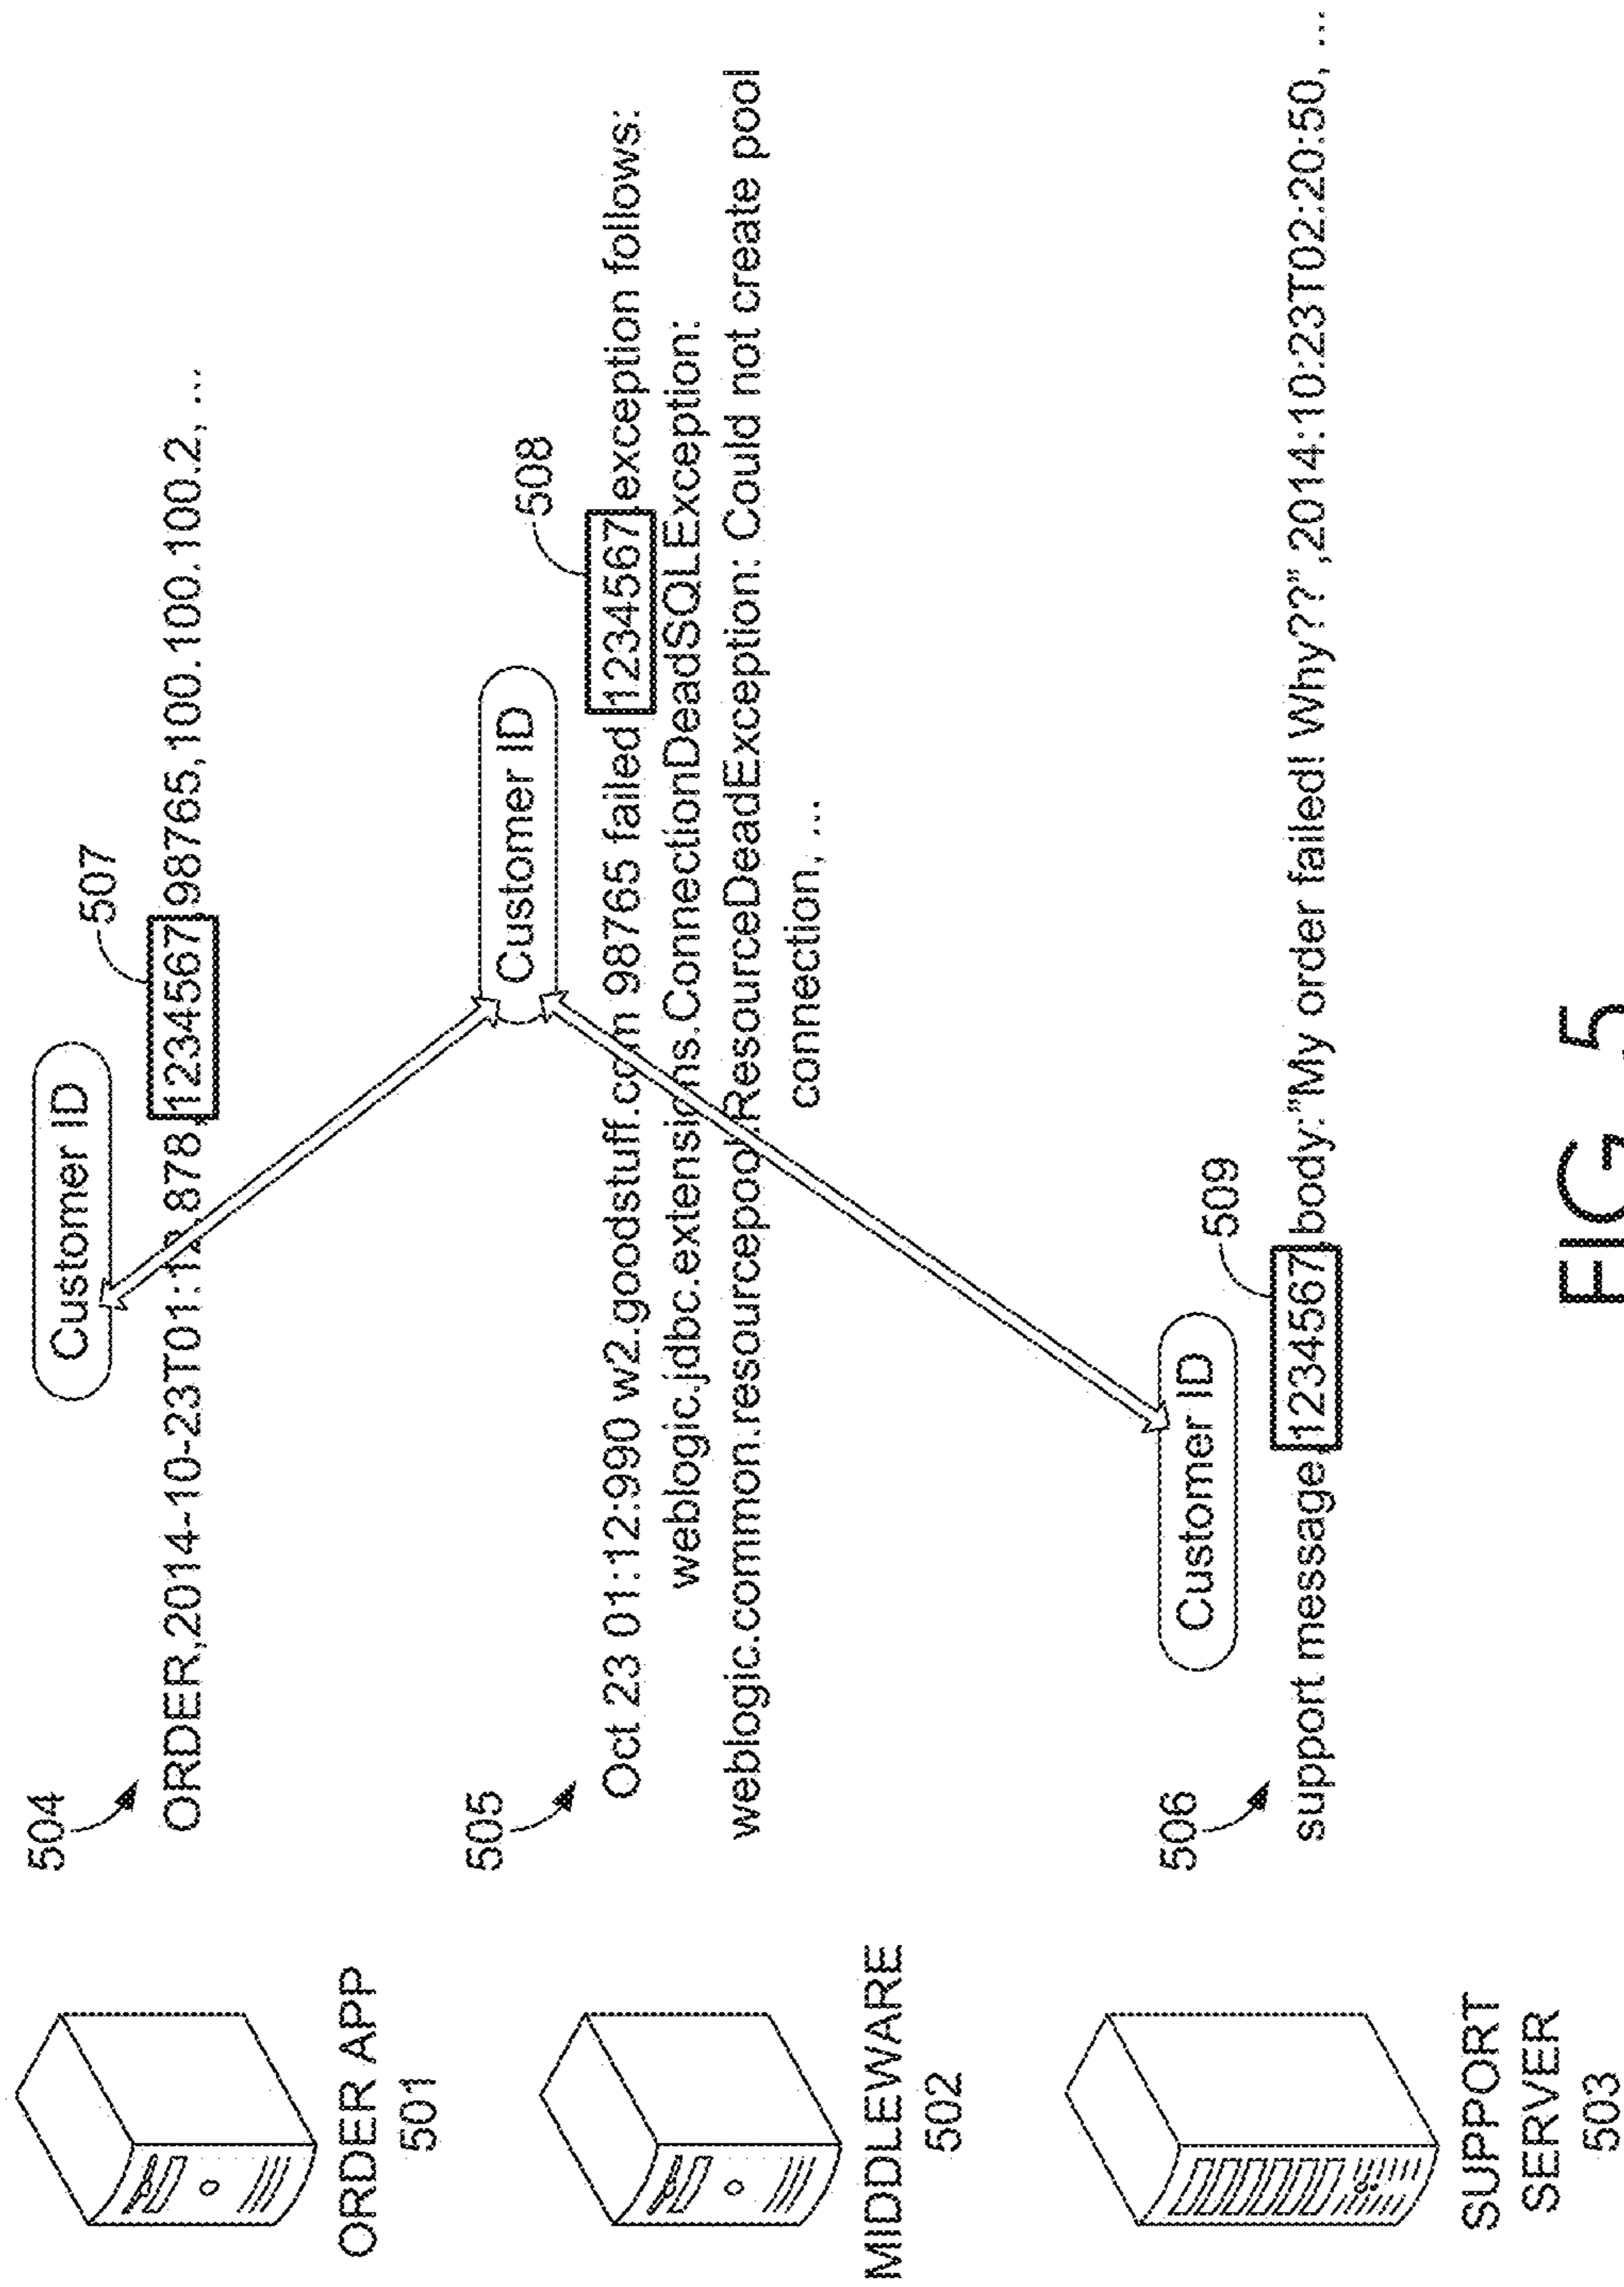 504
Customer ID
507
ORDER,2014-10-23T01:12.878,1234567,98765,100.100.100.2, ...
ORDER APP
501
505
Customer ID
508
Oct 23 01:12:990 w2.goodstuff.com 98765 failed 1234567 exception follows:
weblogic.jdbc.extensions.ConnectionDeadSQLException:
weblogic.common.resourcepool.ResourceDeadException: Could not create pool
connection, ...
MIDDLEWARE
502
506
Customer ID
509
support message,1234567,body:"My order failed! Why??",2014:10:23T02:20:50, ...
SUPPORT
SERVER
503
FIG. 5